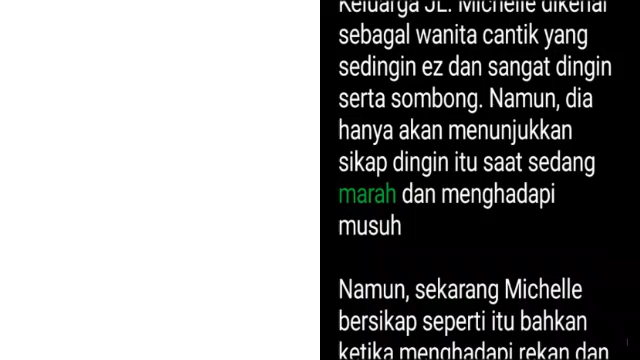 Keluarga JL. Michelle dikenal
sebagal wanita cantik yang
sedingin ez dan sangat dingin
serta sombong. Namun, dia
hanya akan menunjukkan
sikap dingin itu saat sedang
marah dan menghadapi
musuh
Namun, sekarang Michelle
bersikap seperti itu bahkan
ketika menghadapi rekan dan